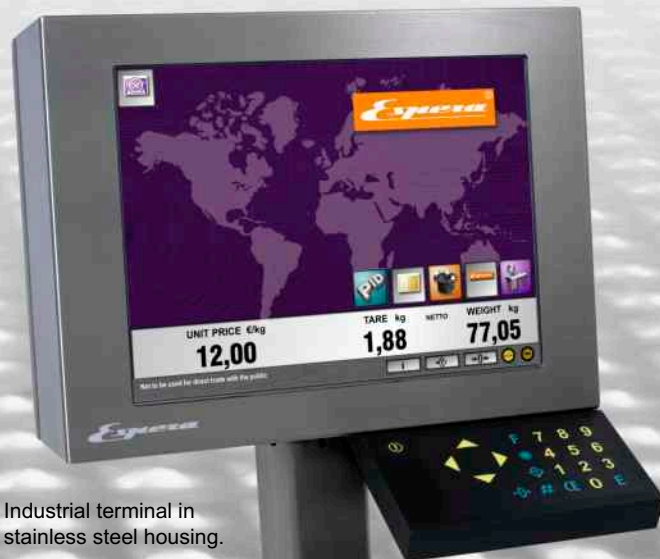 Espera
PID
UNIT PRICE €/kg
TARE kg
NETTO
WEIGHT kg
12,00
1,88
77,05
Not to be used for direct trade with the public.
Espera
F 7 8 9
4 5 6
1 2 3
# CE 0 E
Industrial terminal in
stainless steel housing.